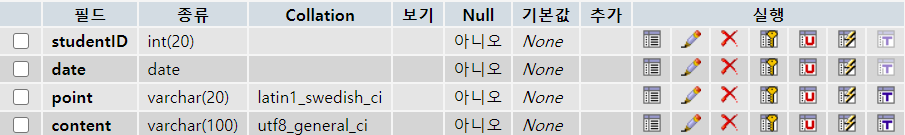 필드 종류 Collation 보기 Null 기본값 추가 실행
studentID int(20) 아니오 None
date date 아니오 None
point varchar(20) latin1_swedish_ci 아니오 None
content varchar(100) utf8_general_ci 아니오 None